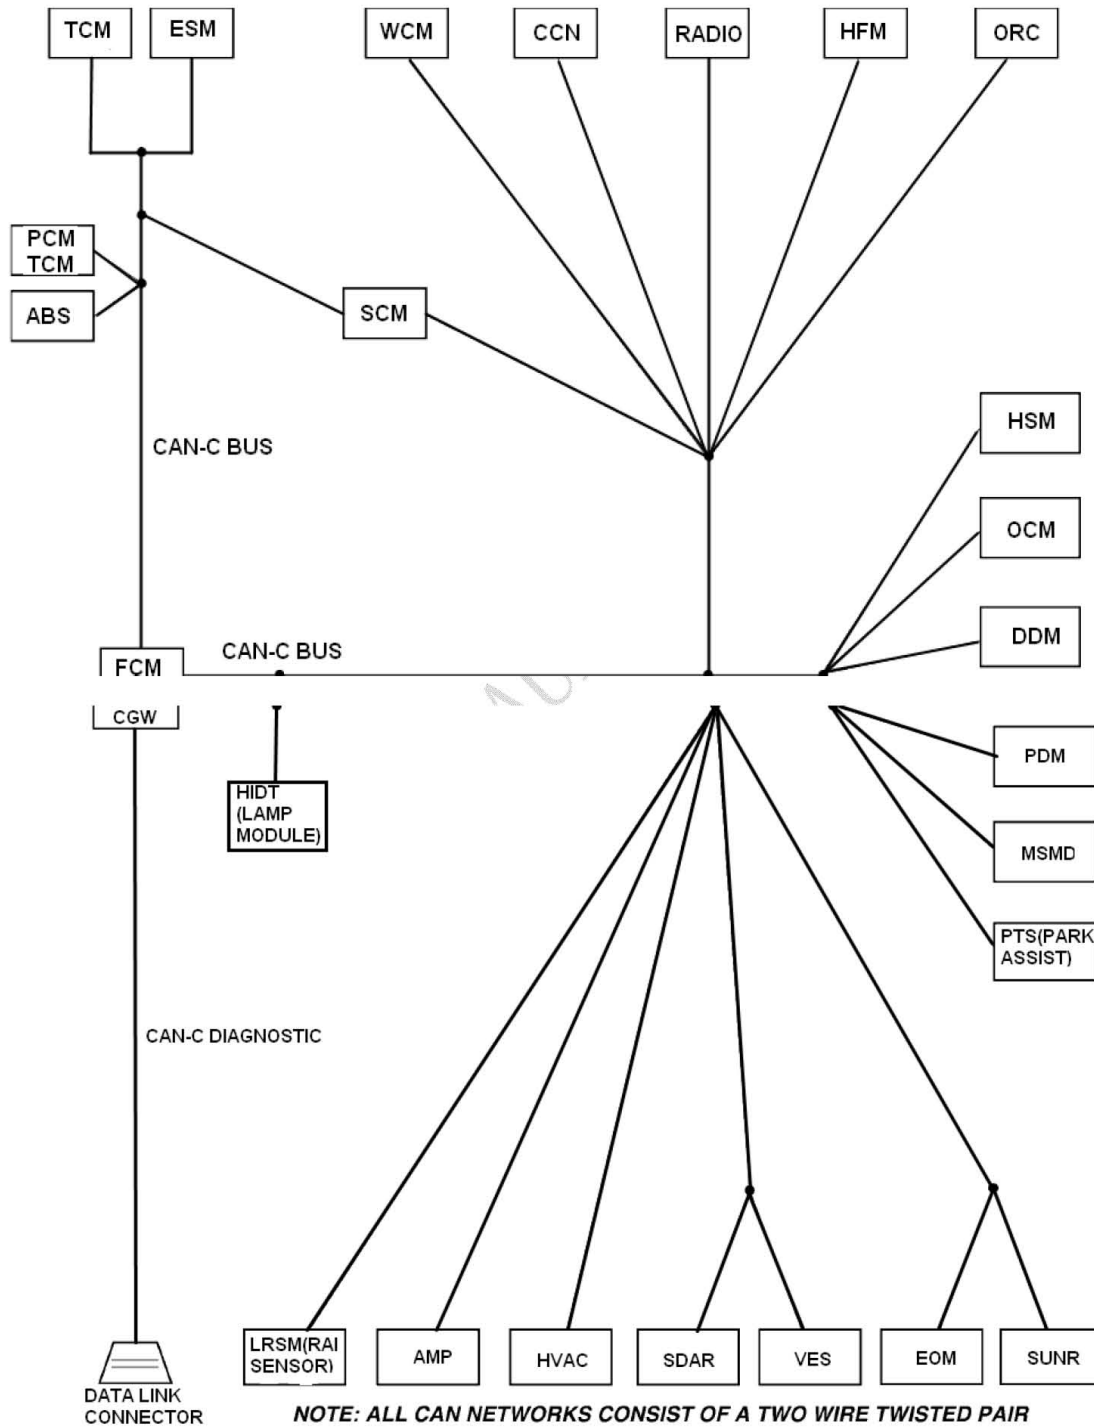 TCM
ESM
WCM
CCN
RADIO
HFM
ORC
PCM
TCM
ABS
SCM
HSM
CAN-C BUS
OCM
DDM
CAN-C BUS
FCM
CGW
PDM
HIDT
(LAMP
MODULE)
MSMD
PTS(PARK
ASSIST)
CAN-C DIAGNOSTIC
LRSM(RAI
SENSOR)
AMP
HVAC
SDAR
VES
EOM
SUNR
DATA LINK
CONNECTOR
NOTE: ALL CAN NETWORKS CONSIST OF A TWO WIRE TWISTED PAIR